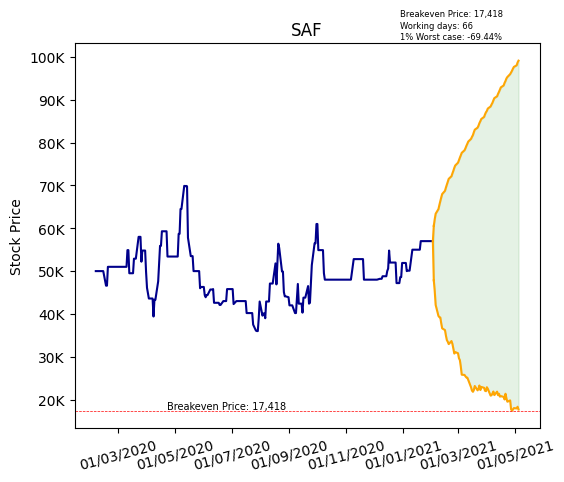 Breakeven Price: 17,418
Working days: 66
1% Worst case: -69.44%
SAF
Stock Price
100K
90K
80K
70K
60K
50K
40K
30K
20K
Breakeven Price: 17,418
01/03/2020
01/05/2020
01/07/2020
01/09/2020
01/11/2020
01/01/2021
01/03/2021
01/05/2021